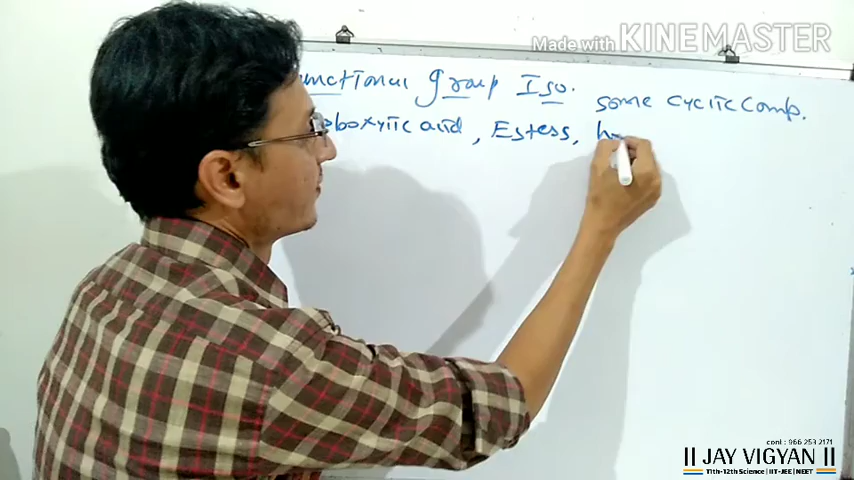 Made with KINEMASTER
unctional group Iso.
some cyclic comp.
boxylic acid, Esters, h
cont: 966 253 2171
|| JAY VIGYAN ||
11th-12th Science | IIT-JEE | NEET